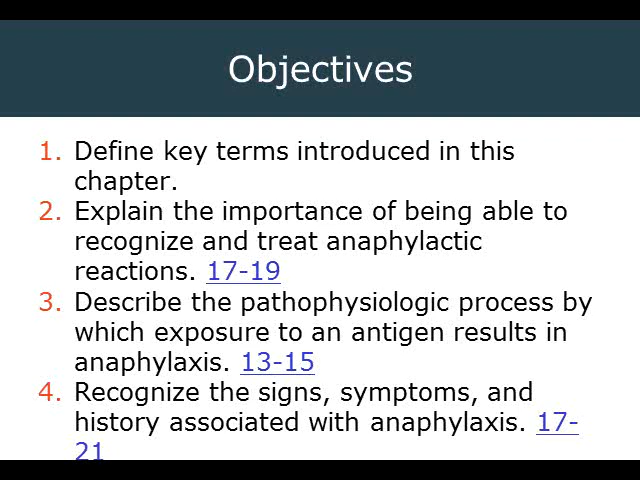 Objectives
1. Define key terms introduced in this
chapter.
2. Explain the importance of being able to
recognize and treat anaphylactic
reactions. 17-19
3. Describe the pathophysiologic process by
which exposure to an antigen results in
anaphylaxis. 13-15
4. Recognize the signs, symptoms, and
history associated with anaphylaxis. 17-
21